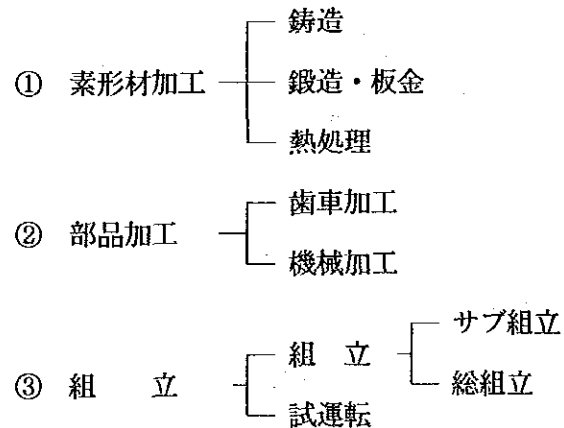 鋳造
① 素形材加工
鍛造・板金
熱処理
歯車加工
② 部品加工
機械加工
サブ組立
組 立
総組立
③ 組 立
試運転